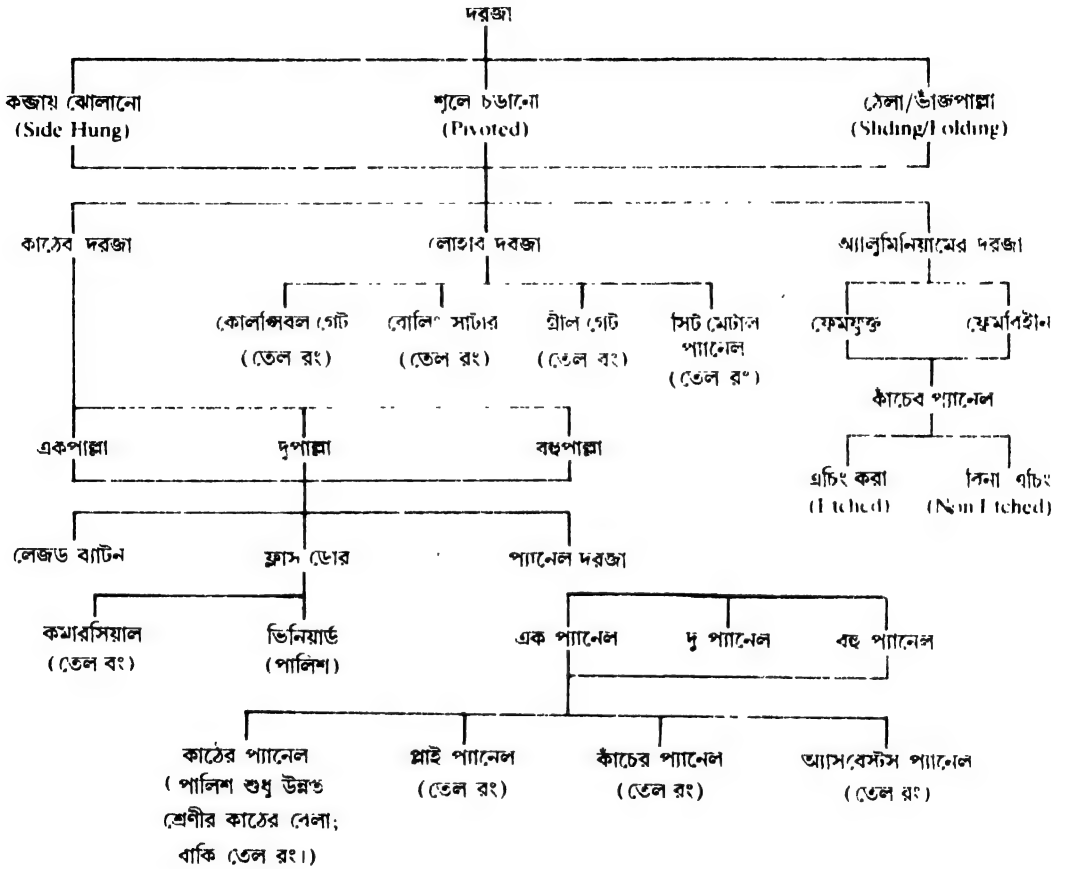 দরজা
কব্জায় ঝোলানো
(Side Hung)
শূলে চড়ানো
(Pivoted)
ঠেলা/ভাঁজপাল্লা
(Sliding/Folding)
কাঠের দরজা
লোহার দরজা
অ্যালুমিনিয়ামের দরজা
কোলাপ্সিবল গেট
(তেল রং)
রোলিং সাটার
(তেল রং)
গ্রীল গেট
(তেল রং)
সিট মেটাল
প্যানেল
(তেল রং)
ফ্রেমযুক্ত
ফ্রেমবিহীন
কাঁচের প্যানেল
একপাল্লা
দুপাল্লা
বহুপাল্লা
এচিং করা
(Etched)
বিনা এচিং
(Non Etched)
লেজড ব্যাটন
ফ্লাস ডোর
প্যানেল দরজা
কমারসিয়াল
(তেল রং)
ভিনিয়ার্ড
(পালিশ)
এক প্যানেল
দু প্যানেল
বহু প্যানেল
কাঠের প্যানেল
(পালিশ শুধু উন্নত
শ্রেণীর কাঠের বেলা;
বাকি তেল রং।)
প্লাই প্যানেল
(তেল রং)
কাঁচের প্যানেল
(তেল রং)
অ্যাসবেস্টস প্যানেল
(তেল রং)